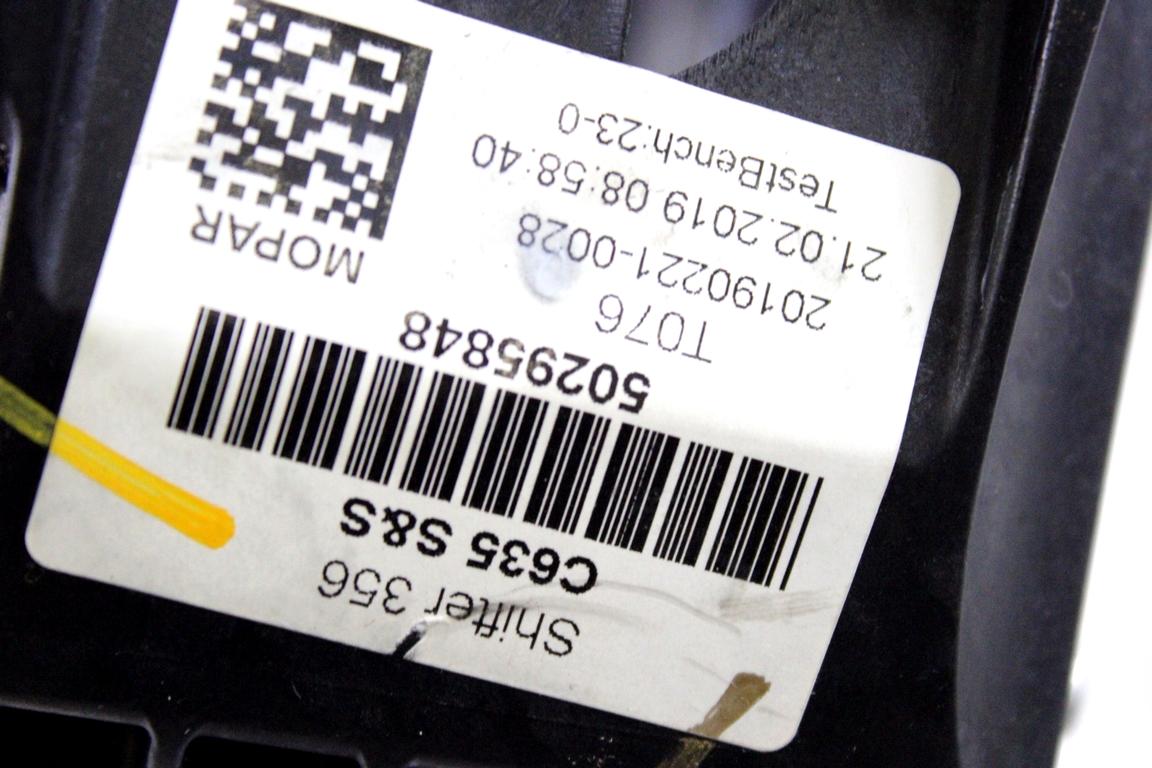 Shifter 356
C635 S&S
50295848
T076
20190221-0028
21.02.2019 08:58:40
TestBench:23-0
MOPAR